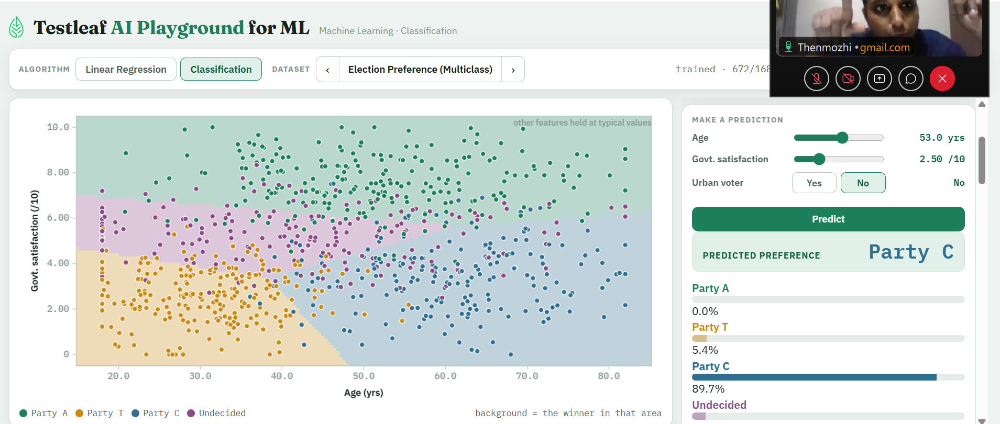 Testleaf AI Playground for ML Machine Learning · Classification
Thenmozhi •gmail.com
ALGORITHM Linear Regression Classification DATASET ‹ Election Preference (Multiclass) › trained · 672/168
other features held at typical values
10.0
8.00
6.00
4.00
2.00
0
Govt. satisfaction (/10)
20.0 30.0 40.0 50.0 60.0 70.0 80.0
Age (yrs)
Party A Party T Party C Undecided
background = the winner in that area
MAKE A PREDICTION
Age 53.0 yrs
Govt. satisfaction 2.50 /10
Urban voter Yes No No
Predict
PREDICTED PREFERENCE Party C
Party A
0.0%
Party T
5.4%
Party C
89.7%
Undecided